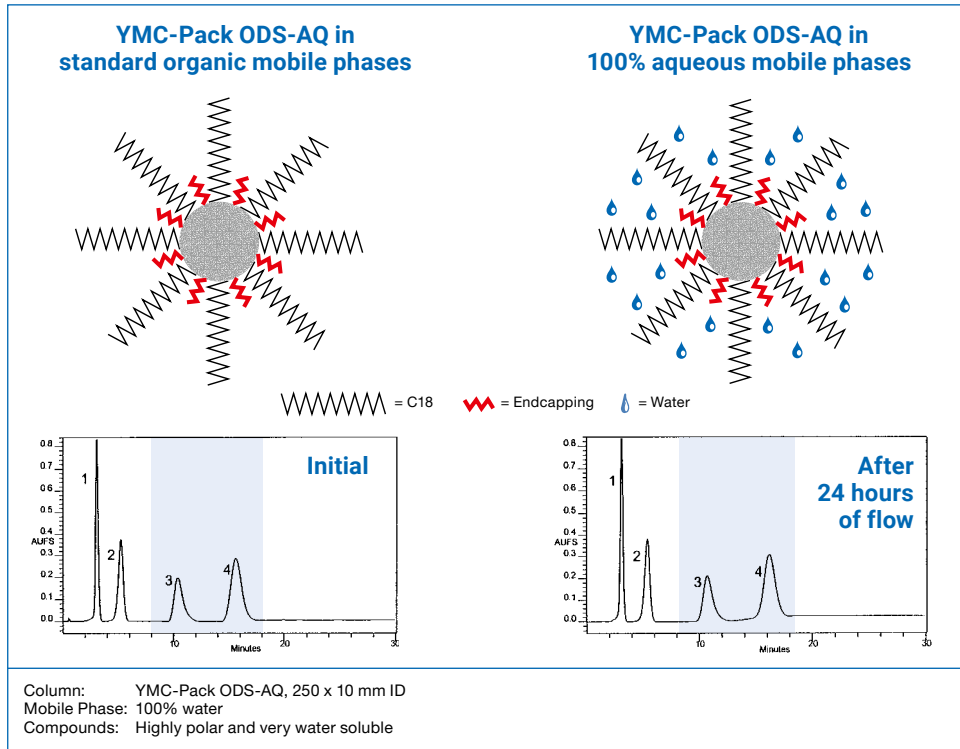 YMC-Pack ODS-AQ in
standard organic mobile phases
YMC-Pack ODS-AQ in
100% aqueous mobile phases
= C18
= Endcapping
= Water
Initial
0.8
0.7
0.6
0.5
0.4
AUFS
0.3
0.2
0.1
0.0
1
2
3
4
10
Minutes
20
30
After
24 hours
of flow
0.8
0.7
0.6
0.5
0.4
AUFS
0.3
0.2
0.1
0.0
1
2
3
4
10
Minutes
20
30
Column: YMC-Pack ODS-AQ, 250 x 10 mm ID
Mobile Phase: 100% water
Compounds: Highly polar and very water soluble